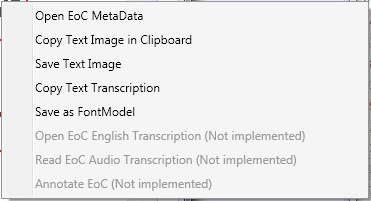 Open EoC MetaData
Copy Text Image in Clipboard
Save Text Image
Copy Text Transcription
Save as FontModel
Open EoC English Transcription (Not implemented)
Read EoC Audio Transcription (Not implemented)
Annotate EoC (Not implemented)